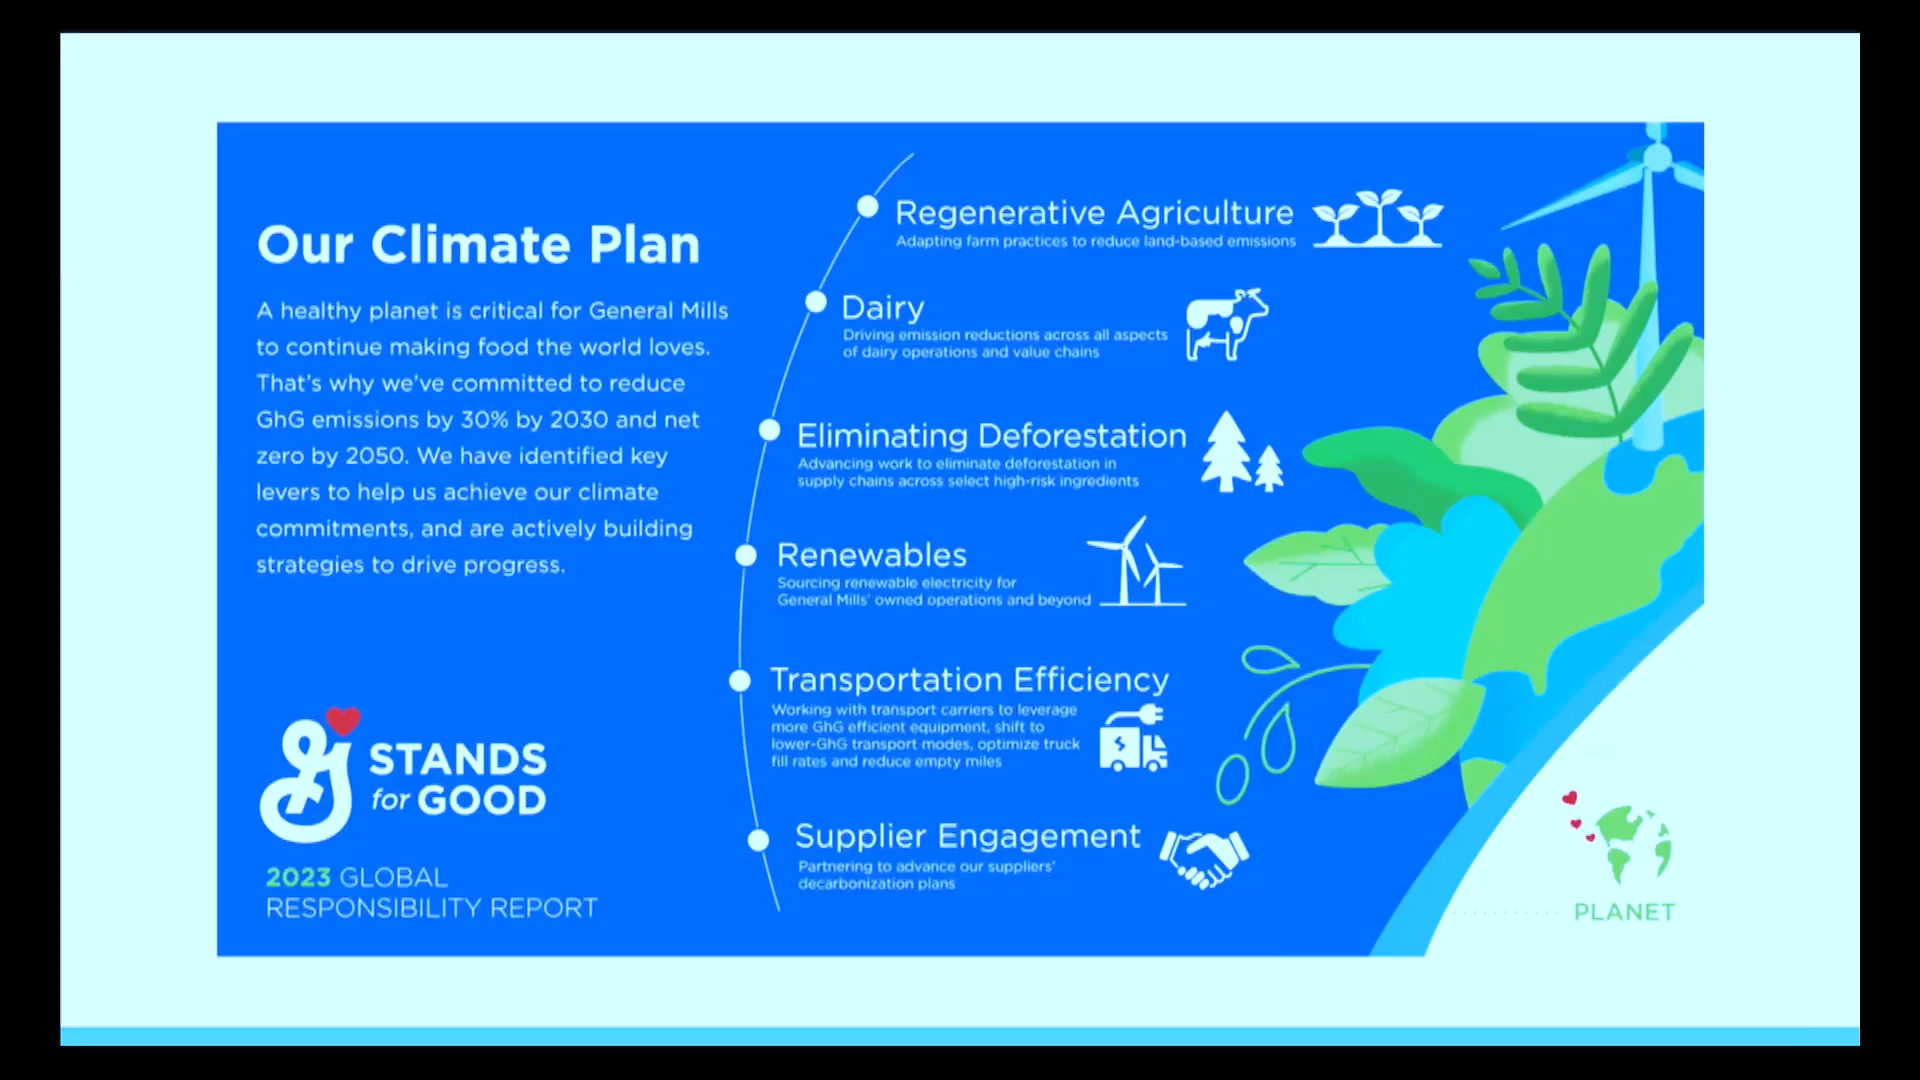 Our Climate Plan
A healthy planet is critical for General Mills
to continue making food the world loves.
That's why we've committed to reduce
GhG emissions by 30% by 2030 and net
zero by 2050. We have identified key
levers to help us achieve our climate
commitments, and are actively building
strategies to drive progress.
STANDS
for GOOD
2023 GLOBAL
RESPONSIBILITY REPORT
Regenerative Agriculture
Adapting farm practices to reduce land-based emissions
Dairy
Driving emission reductions across all aspects
of dairy operations and value chains
Eliminating Deforestation
Advancing work to eliminate deforestation in
supply chains across select high-risk ingredients
Renewables
Sourcing renewable electricity for
General Mills' owned operations and beyond
Transportation Efficiency
Working with transport carriers to leverage
more GhG efficient equipment, shift to
lower-GhG transport modes, optimize truck
fill rates and reduce empty miles
Supplier Engagement
Partnering to advance our suppliers'
decarbonization plans
PLANET